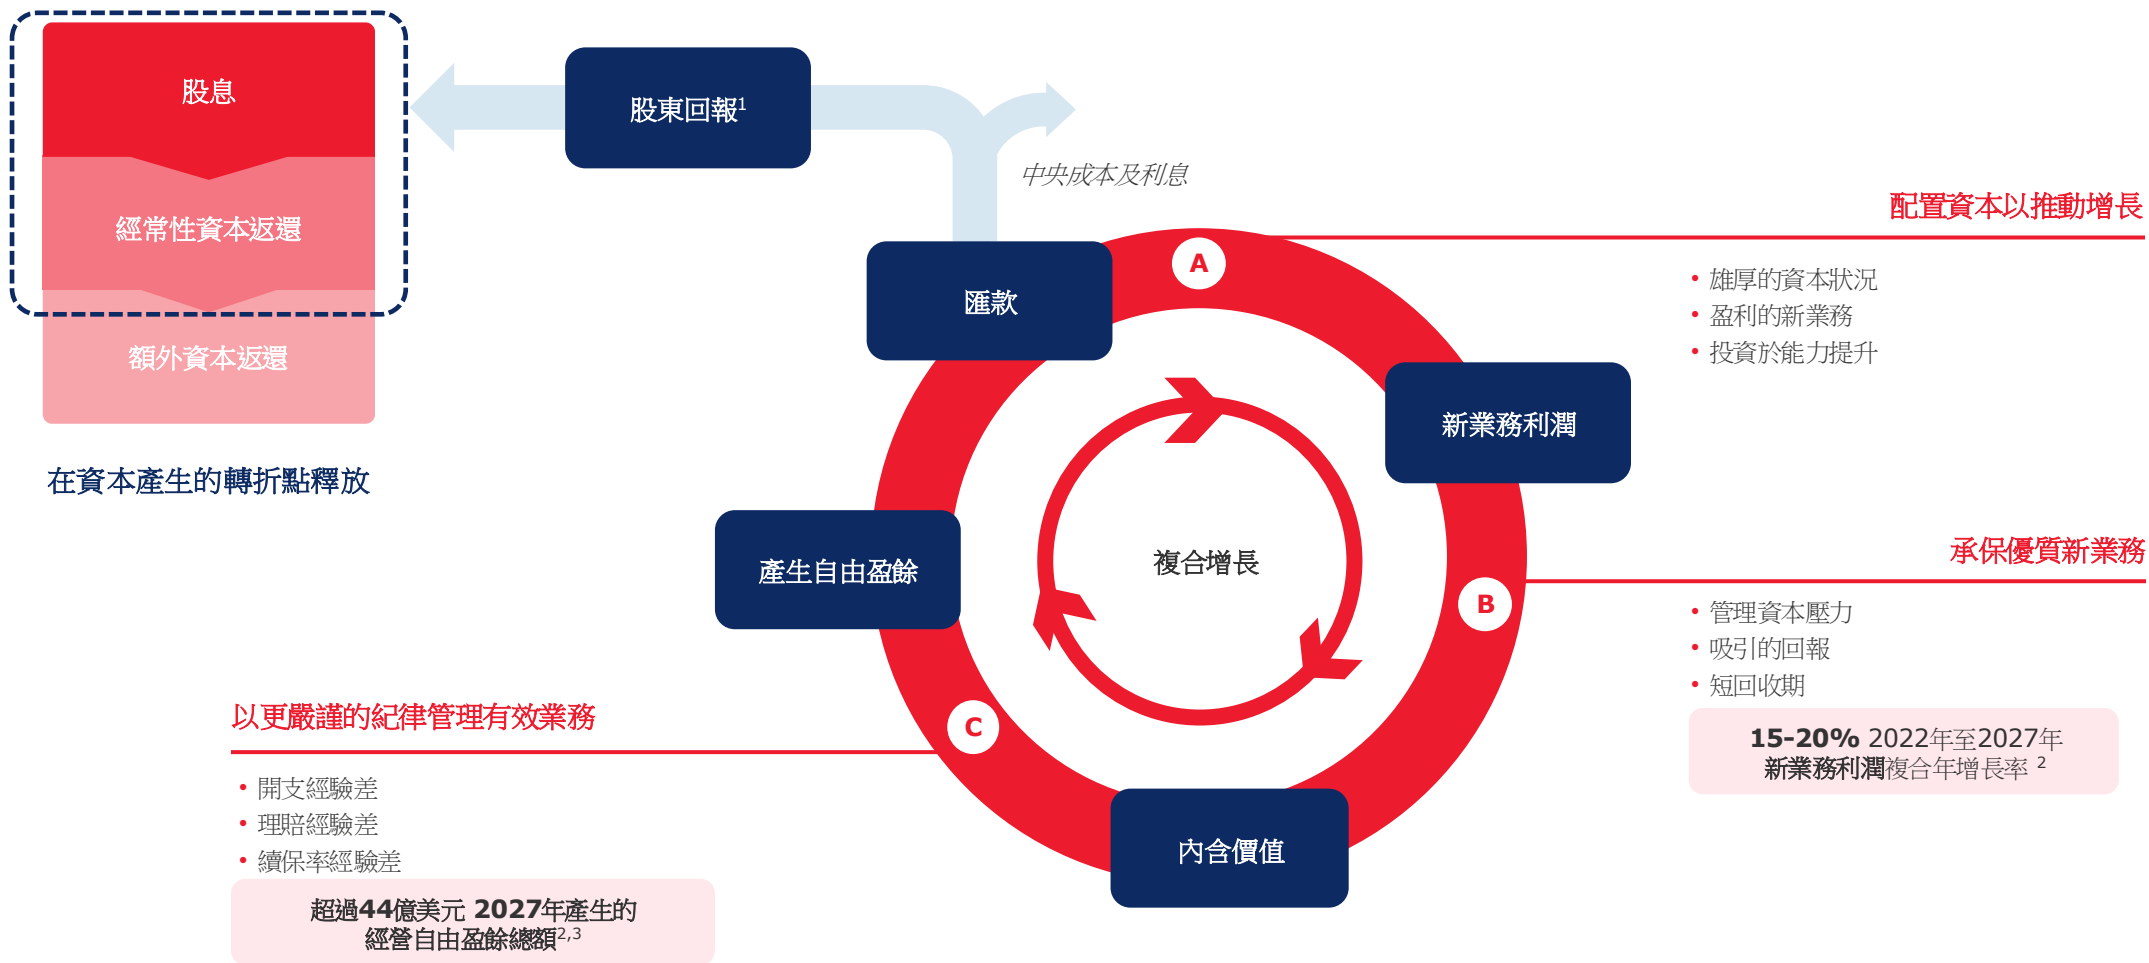 股息
經常性資本返還
額外資本返還
在資本產生的轉折點釋放
股東回報1
中央成本及利息
匯款
A
配置資本以推動增長
• 雄厚的資本狀況
• 盈利的新業務
• 投資於能力提升
新業務利潤
產生自由盈餘
複合增長
承保優質新業務
B
• 管理資本壓力
• 吸引的回報
• 短回收期
15-20% 2022年至2027年
新業務利潤複合年增長率 2
以更嚴謹的紀律管理有效業務
C
• 開支經驗差
• 理賠經驗差
• 續保率經驗差
超過44億美元 2027年產生的
經營自由盈餘總額2,3
內含價值